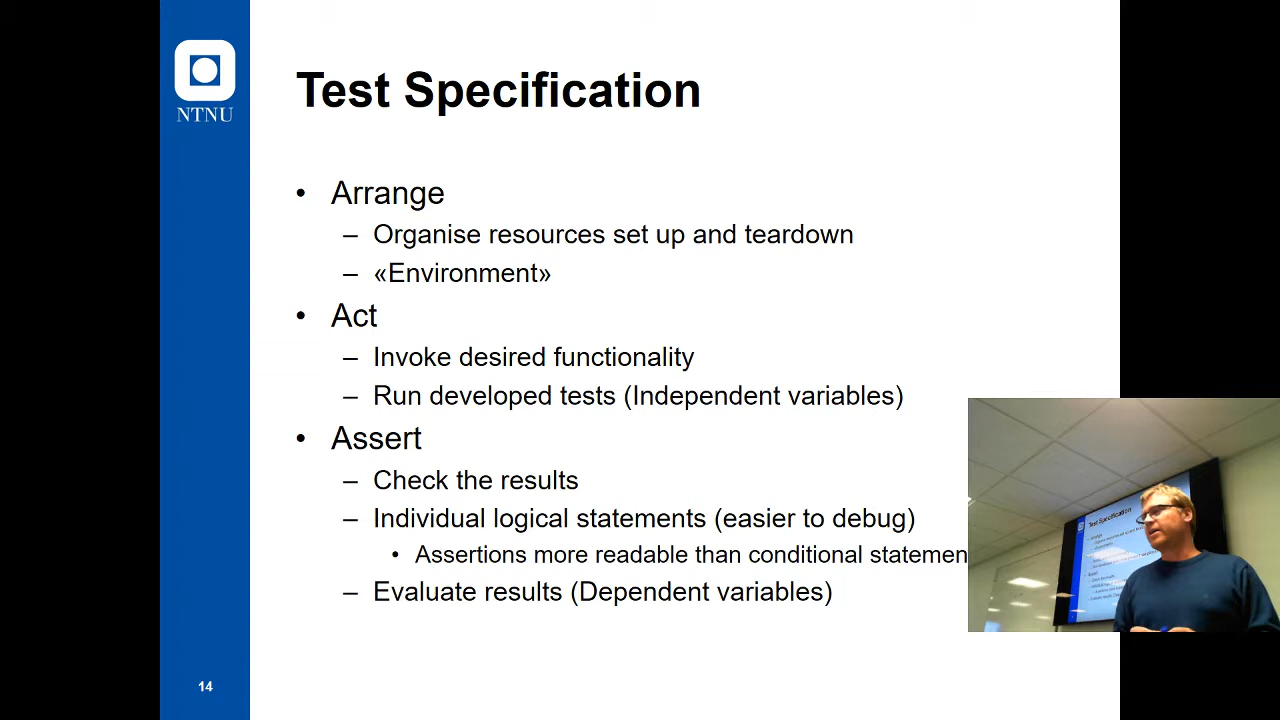 NTNU
Test Specification
• Arrange
– Organise resources set up and teardown
– «Environment»
• Act
– Invoke desired functionality
– Run developed tests (Independent variables)
• Assert
– Check the results
– Individual logical statements (easier to debug)
• Assertions more readable than conditional statemen
– Evaluate results (Dependent variables)
14
Test Specification